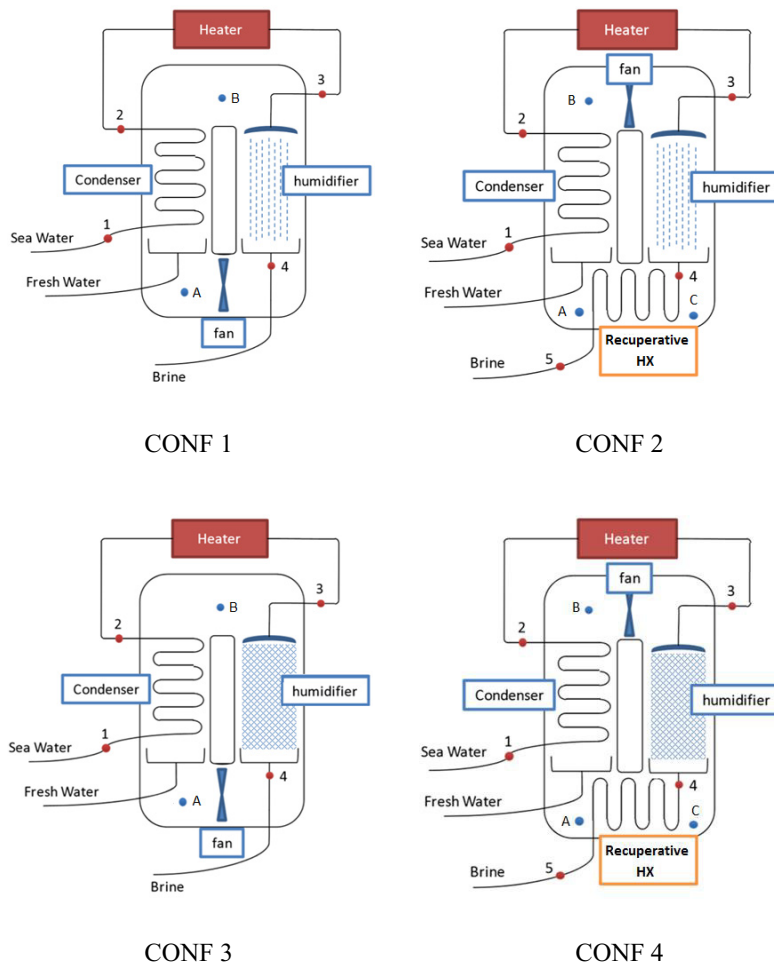 Heater
3
B
2
Condenser
humidifier
1
Sea Water
4
Fresh Water
A
fan
Brine
CONF 1
Heater
fan
3
B
2
Condenser
humidifier
1
Sea Water
4
Fresh Water
A
C
Recuperative
HX
5
Brine
CONF 2
Heater
3
B
2
Condenser
humidifier
1
Sea Water
4
Fresh Water
A
fan
Brine
CONF 3
Heater
fan
3
B
2
Condenser
humidifier
1
Sea Water
4
Fresh Water
A
C
Recuperative
HX
5
Brine
CONF 4